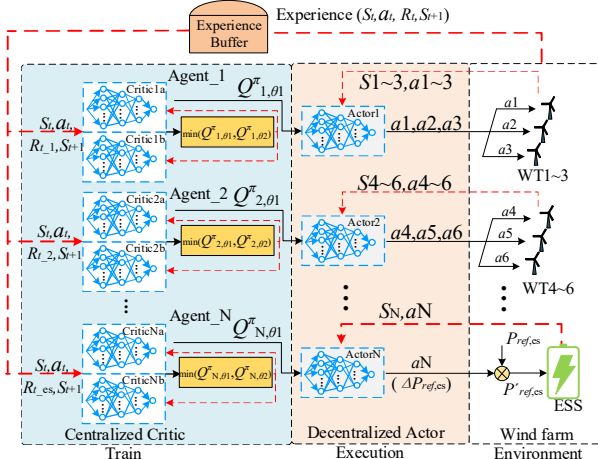 Experience Buffer
Experience (St,at, Rt,St+1)
Agent_1
Critic1a
Critic1b
Qπ1,θ1
min(Qπ1,θ1,Qπ1,θ2)
St,at,
Rt_1,St+1
S1~3,a1~3
Actor1
a1,a2,a3
a1
a2
a3
WT1~3
Agent_2
Critic2a
Critic2b
Qπ2,θ1
min(Qπ2,θ1,Qπ2,θ2)
St,at,
Rt_2,St+1
S4~6,a4~6
Actor2
a4,a5,a6
a4
a5
a6
WT4~6
Agent_N
CriticNa
CriticNb
QπN,θ1
min(QπN,θ1,QπN,θ2)
St,at,
Rt_es,St+1
SN,aN
ActorN
aN
(ΔPref,es)
Pref,es
P′ref,es
ESS
Centralized Critic
Decentralized Actor
Wind farm
Train
Execution
Environment